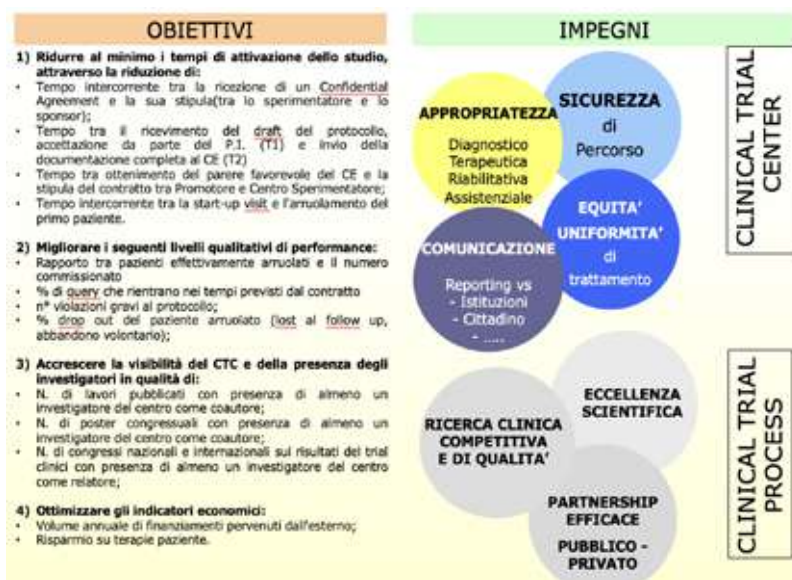 OBIETTIVI
1) Ridurre al minimo i tempi di attivazione dello studio,
attraverso la riduzione di:
• Tempo intercorrente tra la ricezione di un Confidential
Agreement e la sua stipula(tra lo sperimentatore e lo
sponsor);
• Tempo tra il ricevimento del draft del protocollo,
accettazione da parte del P.I. (T1) e invio della
documentazione completa al CE (T2)
• Tempo tra ottenimento del parere favorevole del CE e la
stipula del contratto tra Promotore e Centro Sperimentatore;
• Tempo intercorrente tra la start-up visit e l'arruolamento del
primo paziente.
2) Migliorare i seguenti livelli qualitativi di performance:
• Rapporto tra pazienti effettivamente arruolati e il numero
commissionato
• % di query che rientrano nei tempi previsti dal contratto
• n° violazioni gravi al protocollo;
• % drop out del paziente arruolato (lost al follow up,
abbandono volontario);
3) Accrescere la visibilità del CTC e della presenza degli
investigatori in qualità di:
• N. di lavori pubblicati con presenza di almeno un
investigatore del centro come coautore;
• N. di poster congressuali con presenza di almeno un
investigatore del centro come coautore;
• N. di congressi nazionali e internazionali sui risultati dei trial
clinici con presenza di almeno un investigatore del centro
come relatore;
4) Ottimizzare gli indicatori economici:
• Volume annuale di finanziamenti pervenuti dall'esterno;
• Risparmio su terapie paziente.
IMPEGNI
APPROPRIATEZZA
Diagnostico
Terapeutica
Riabilitativa
Assistenziale
SICUREZZA
di
Percorso
EQUITA'
UNIFORMITA'
di
trattamento
COMUNICAZIONE
Reporting vs
- Istituzioni
- Cittadino
- .....
CLINICAL TRIAL
CENTER
ECCELLENZA
SCIENTIFICA
RICERCA CLINICA
COMPETITIVA
E DI QUALITA'
PARTNERSHIP
EFFICACE
PUBBLICO -
PRIVATO
CLINICAL TRIAL
PROCESS